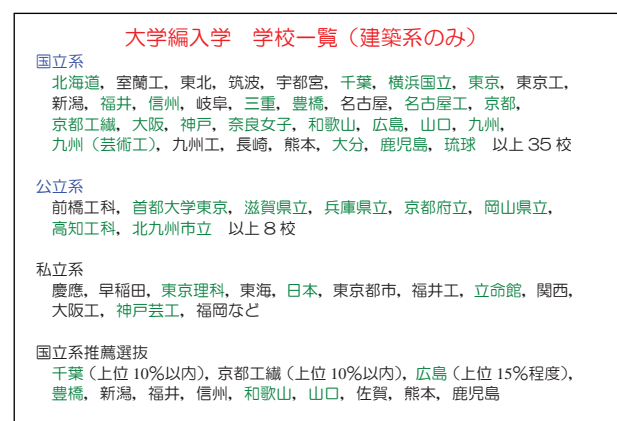 大学編入学　学校一覧（建築系のみ）
国立系
北海道，室蘭工，東北，筑波，宇都宮，千葉，横浜国立，東京，東京工，
新潟，福井，信州，岐阜，三重，豊橋，名古屋，名古屋工，京都，
京都工繊，大阪，神戸，奈良女子，和歌山，広島，山口，九州，
九州（芸術工），九州工，長崎，熊本，大分，鹿児島，琉球　以上 35 校
公立系
前橋工科，首都大学東京，滋賀県立，兵庫県立，京都府立，岡山県立，
高知工科，北九州市立　以上 8 校
私立系
慶應，早稲田，東京理科，東海，日本，東京都市，福井工，立命館，関西，
大阪工，神戸芸工，福岡など
国立系推薦選抜
千葉（上位 10％以内），京都工繊（上位 10％以内），広島（上位 15％程度），
豊橋，新潟，福井，信州，和歌山，山口，佐賀，熊本，鹿児島